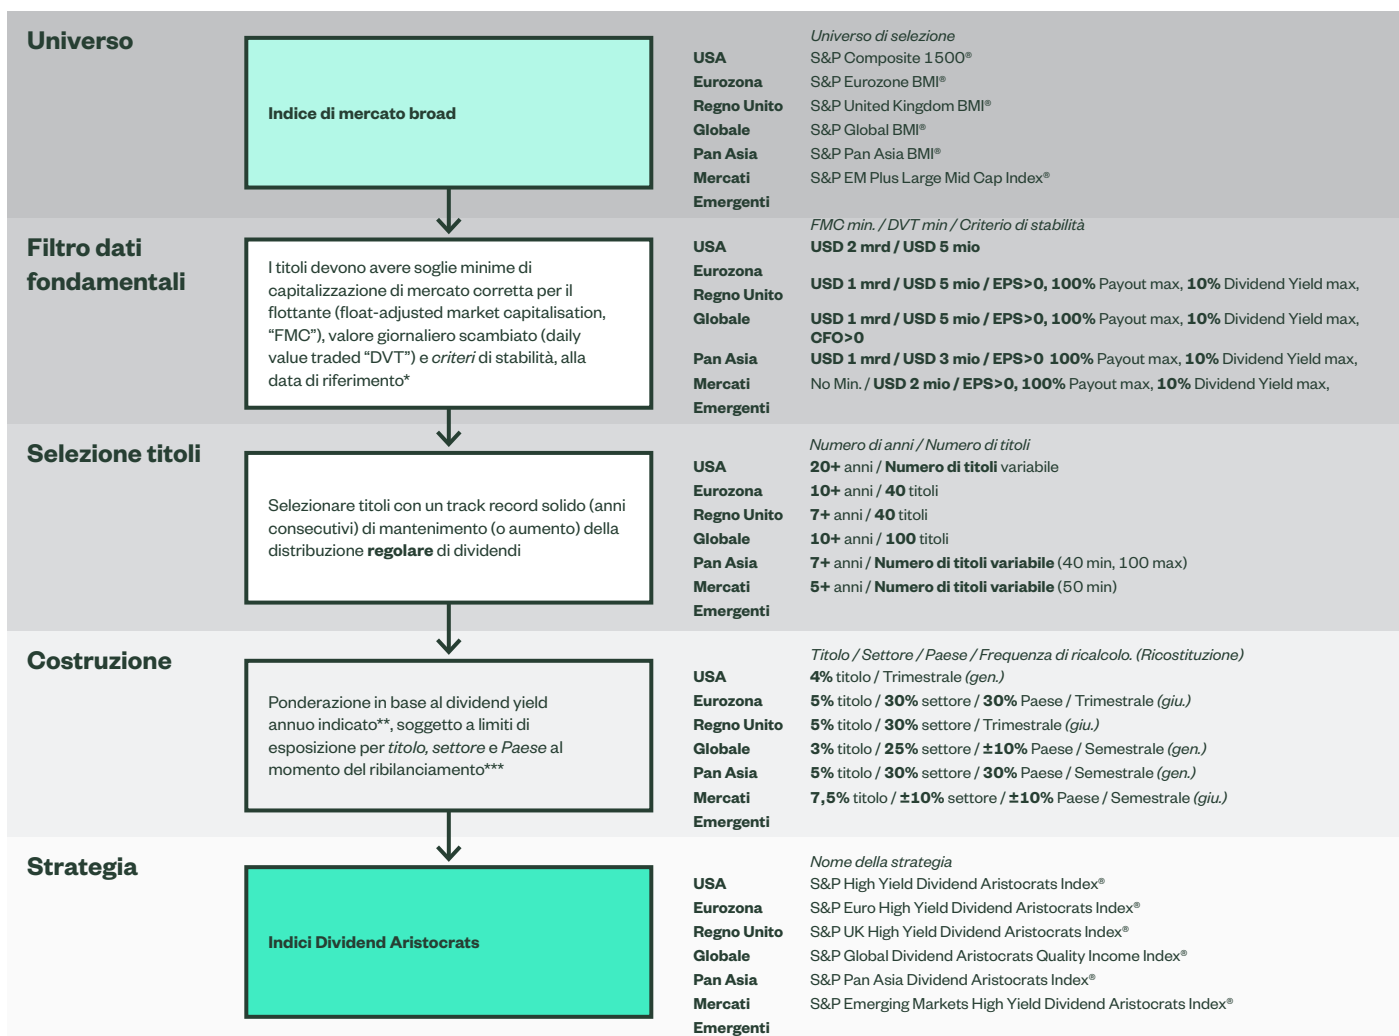 Universo
Indice di mercato broad
Universo di selezione
USA S&P Composite 1500®
Eurozona S&P Eurozone BMI®
Regno Unito S&P United Kingdom BMI®
Globale S&P Global BMI®
Pan Asia S&P Pan Asia BMI®
Mercati S&P EM Plus Large Mid Cap Index®
Emergenti
Filtro dati
fondamentali
I titoli devono avere soglie minime di
capitalizzazione di mercato corretta per il
flottante (float-adjusted market capitalisation,
“FMC”), valore giornaliero scambiato (daily
value traded “DVT”) e criteri di stabilità, alla
data di riferimento*
FMC min. / DVT min / Criterio di stabilità
USA USD 2 mrd / USD 5 mio
Eurozona
Regno Unito USD 1 mrd / USD 5 mio / EPS>0, 100% Payout max, 10% Dividend Yield max,
Globale USD 1 mrd / USD 5 mio / EPS>0, 100% Payout max, 10% Dividend Yield max,
CFO>0
Pan Asia USD 1 mrd / USD 3 mio / EPS>0 100% Payout max, 10% Dividend Yield max,
Mercati No Min. / USD 2 mio / EPS>0, 100% Payout max, 10% Dividend Yield max,
Emergenti
Selezione titoli
Selezionare titoli con un track record solido (anni
consecutivi) di mantenimento (o aumento) della
distribuzione regolare di dividendi
Numero di anni / Numero di titoli
USA 20+ anni / Numero di titoli variabile
Eurozona 10+ anni / 40 titoli
Regno Unito 7+ anni / 40 titoli
Globale 10+ anni / 100 titoli
Pan Asia 7+ anni / Numero di titoli variabile (40 min, 100 max)
Mercati 5+ anni / Numero di titoli variabile (50 min)
Emergenti
Costruzione
Ponderazione in base al dividend yield
annuo indicato**, soggetto a limiti di
esposizione per titolo, settore e Paese al
momento del ribilanciamento***
Titolo / Settore / Paese / Frequenza di ricalcolo. (Ricostituzione)
USA 4% titolo / Trimestrale (gen.)
Eurozona 5% titolo / 30% settore / 30% Paese / Trimestrale (giu.)
Regno Unito 5% titolo / 30% settore / Trimestrale (giu.)
Globale 3% titolo / 25% settore / ±10% Paese / Semestrale (gen.)
Pan Asia 5% titolo / 30% settore / 30% Paese / Semestrale (gen.)
Mercati 7,5% titolo / ±10% settore / ±10% Paese / Semestrale (giu.)
Emergenti
Strategia
Indici Dividend Aristocrats
Nome della strategia
USA S&P High Yield Dividend Aristocrats Index®
Eurozona S&P Euro High Yield Dividend Aristocrats Index®
Regno Unito S&P UK High Yield Dividend Aristocrats Index®
Globale S&P Global Dividend Aristocrats Quality Income Index®
Pan Asia S&P Pan Asia Dividend Aristocrats Index®
Mercati S&P Emerging Markets High Yield Dividend Aristocrats Index®
Emergenti